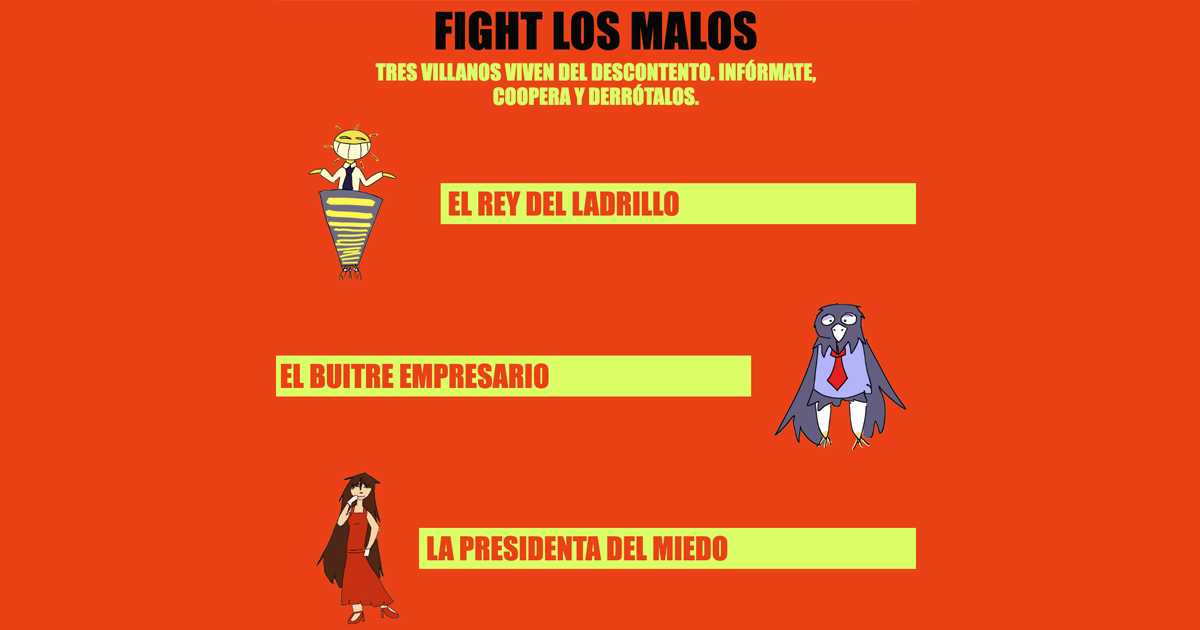 FIGHT LOS MALOS
TRES VILLANOS VIVEN DEL DESCONTENTO. INFÓRMATE,
COOPERA Y DERRÓTALOS.
EL REY DEL LADRILLO
EL BUITRE EMPRESARIO
LA PRESIDENTA DEL MIEDO